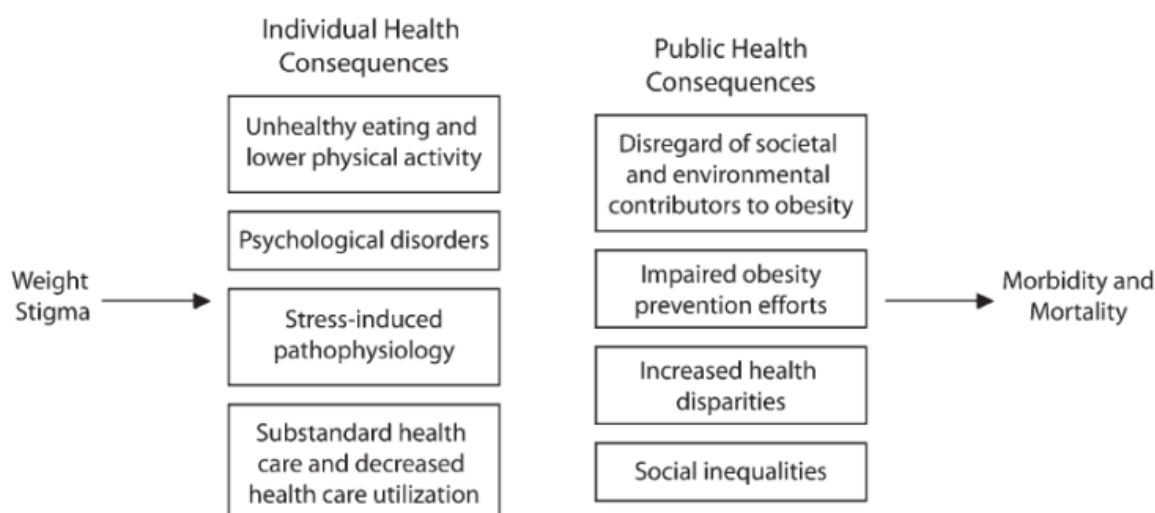 Individual Health
Consequences
Unhealthy eating and
lower physical activity
Psychological disorders
Stress-induced
pathophysiology
Substandard health
care and decreased
health care utilization
Public Health
Consequences
Disregard of societal
and environmental
contributors to obesity
Impaired obesity
prevention efforts
Increased health
disparities
Social inequalities
Weight
Stigma
Morbidity and
Mortality